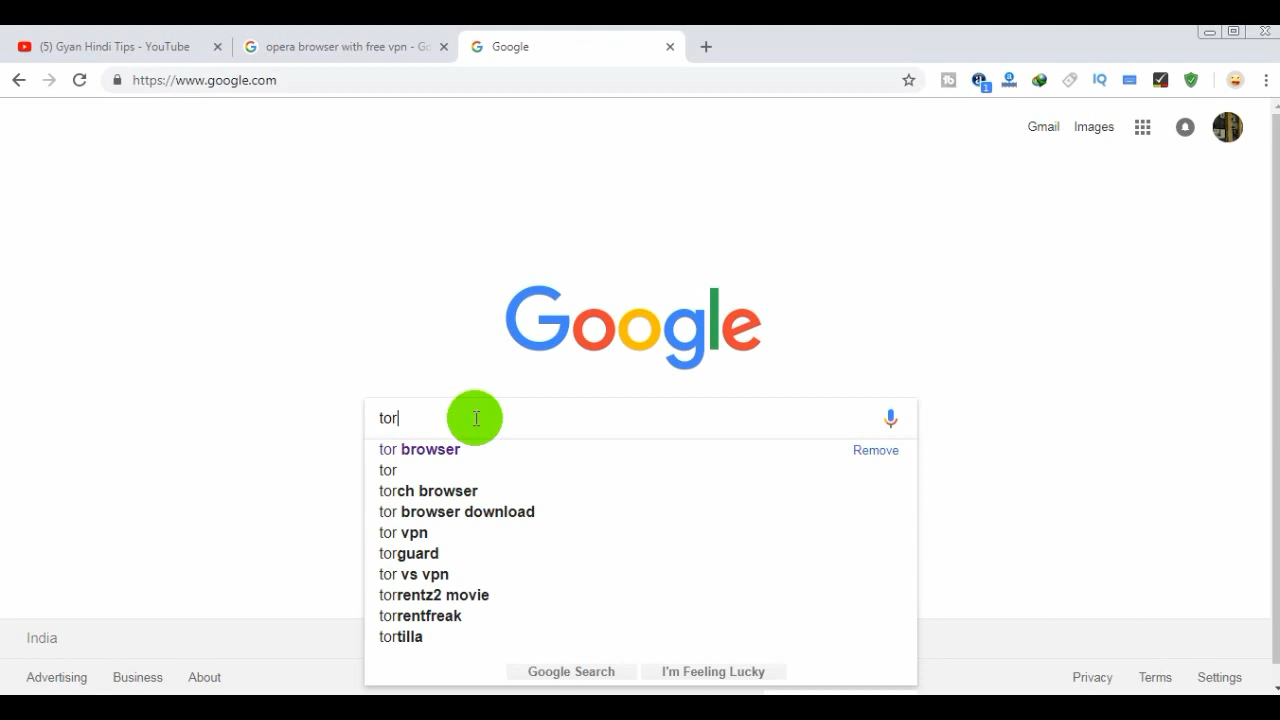 (5) Gyan Hindi Tips - YouTube
opera browser with free vpn - Go
Google
https://www.google.com
IQ
1
Gmail
Images
Google
tor
tor browser
Remove
tor
torch browser
tor browser download
tor vpn
torguard
tor vs vpn
torrentz2 movie
torrentfreak
tortilla
Google Search
I'm Feeling Lucky
India
Advertising
Business
About
Privacy
Terms
Settings